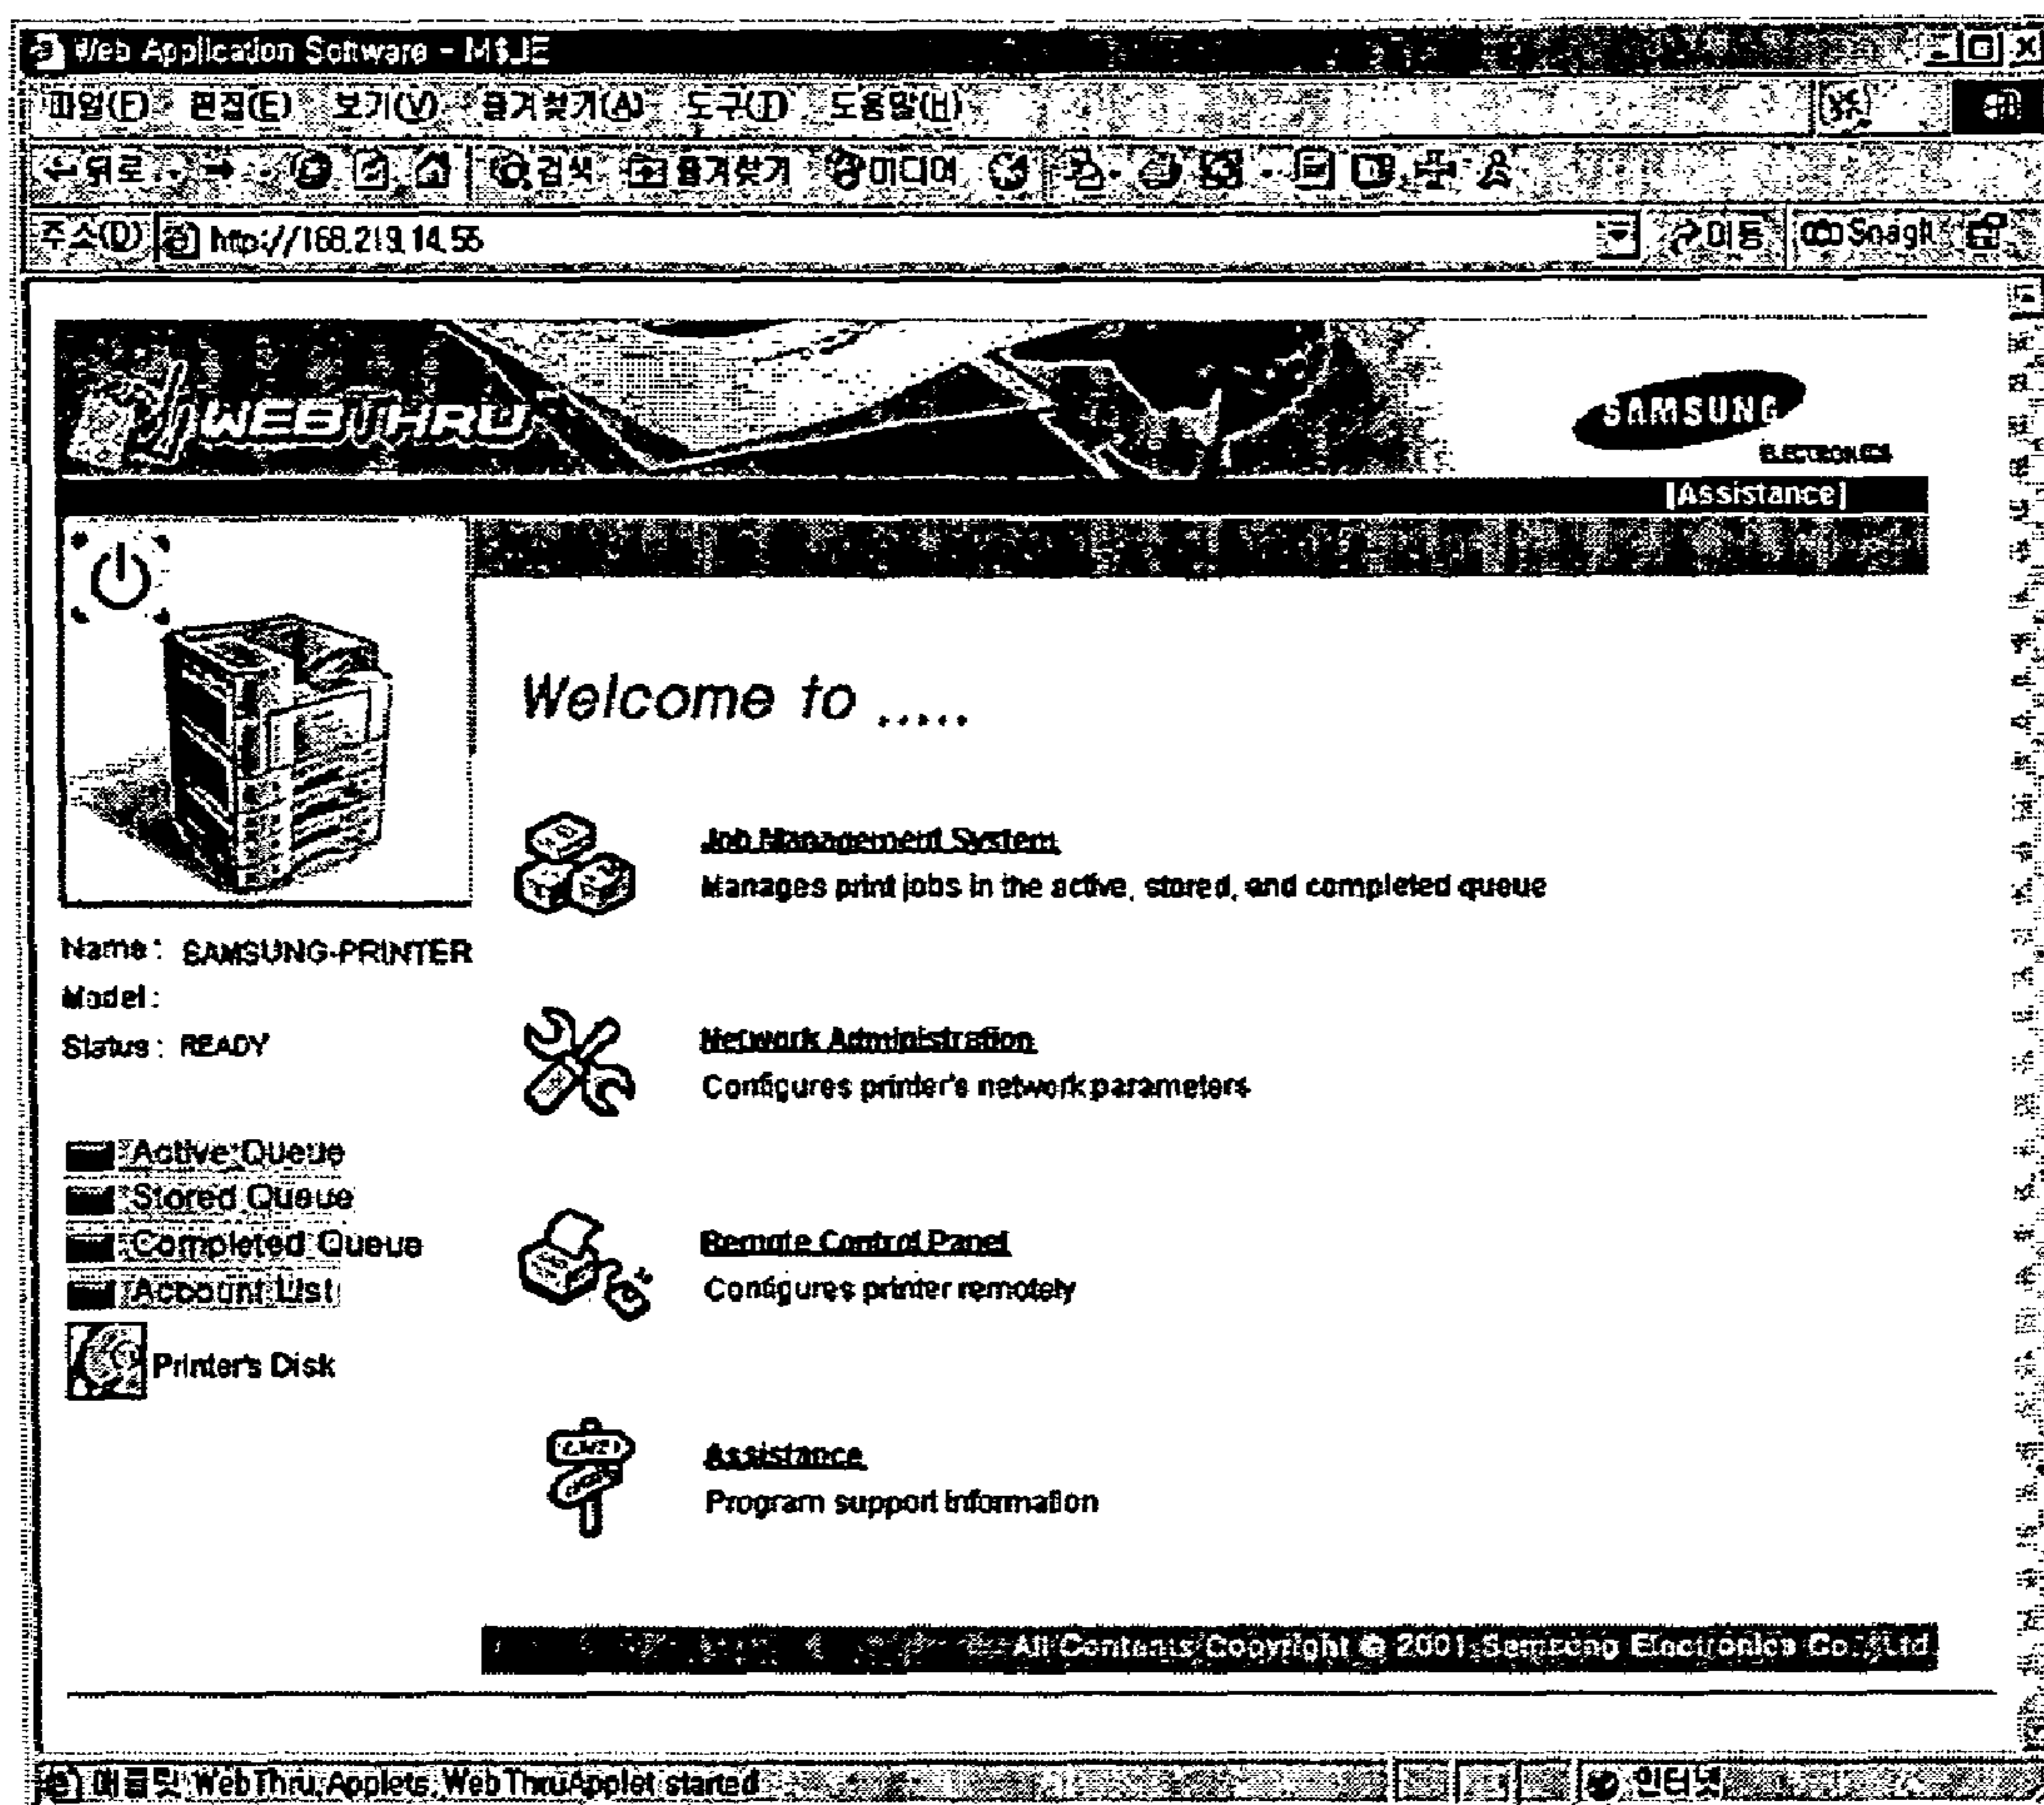 Web Application Software - MSIE
파일(F) 편집(E) 보기(V) 즐겨찾기(A) 도구(T) 도움말(H)
뒤로 검색 즐겨찾기 미디어
주소(D) http://168.219.14.55 이동 SnagIt
WEBTHRU
SAMSUNG
ELECTRONICS
[Assistance]
Welcome to .....
Job Management System
Manages print jobs in the active, stored, and completed queue
Name : SAMSUNG-PRINTER
Model :
Status : READY
Network Administration
Configures printer's network parameters
Active Queue
Stored Queue
Completed Queue
Account List
Printer's Disk
Remote Control Panel
Configures printer remotely
Assistance
Program support information
All Contents Copyright © 2001 Samsung Electronics Co., Ltd
애플릿 WebThru,Applets,WebThruApplet started 인터넷